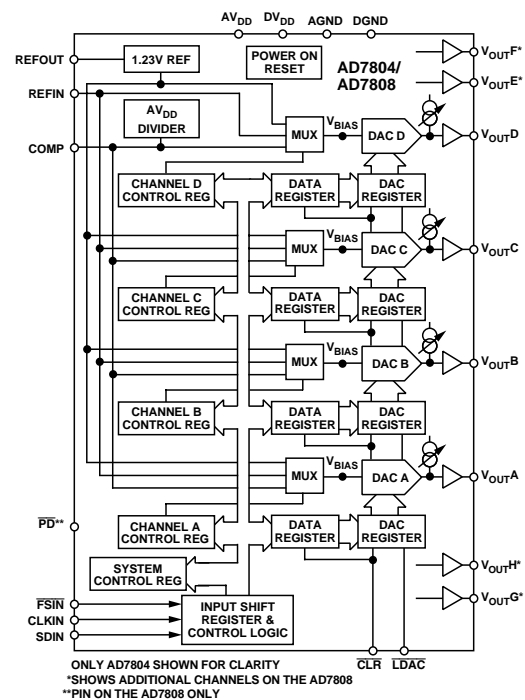 AVDD DVDD AGND DGND
REFOUT
1.23V REF
POWER ON
RESET
AD7804/
AD7808
VOUTF*
VOUTE*
REFIN
AVDD
DIVIDER
MUX
VBIAS
DAC D
VOUTD
COMP
CHANNEL D
CONTROL REG
DATA
REGISTER
DAC
REGISTER
MUX
VBIAS
DAC C
VOUTC
CHANNEL C
CONTROL REG
DATA
REGISTER
DAC
REGISTER
MUX
VBIAS
DAC B
VOUTB
CHANNEL B
CONTROL REG
DATA
REGISTER
DAC
REGISTER
MUX
VBIAS
DAC A
VOUTA
PD**
CHANNEL A
CONTROL REG
DATA
REGISTER
DAC
REGISTER
SYSTEM
CONTROL REG
VOUTH*
FSIN
CLKIN
SDIN
INPUT SHIFT
REGISTER &
CONTROL LOGIC
VOUTG*
CLR LDAC
ONLY AD7804 SHOWN FOR CLARITY
*SHOWS ADDITIONAL CHANNELS ON THE AD7808
**PIN ON THE AD7808 ONLY